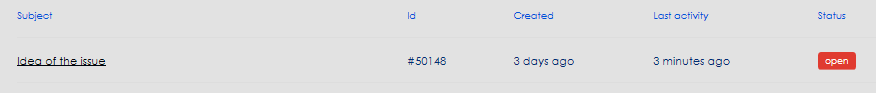 Subject Id Created Last activity Status
Idea of the issue #50148 3 days ago 3 minutes ago open